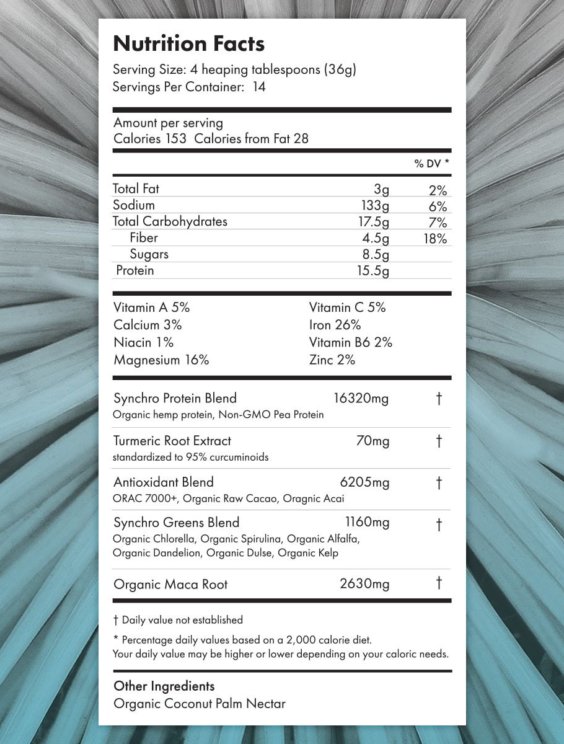 Nutrition Facts
Serving Size: 4 heaping tablespoons (36g)
Servings Per Container: 14
Amount per serving
Calories 153 Calories from Fat 28
% DV *
Total Fat 3g 2%
Sodium 133g 6%
Total Carbohydrates 17.5g 7%
Fiber 4.5g 18%
Sugars 8.5g
Protein 15.5g
Vitamin A 5% Vitamin C 5%
Calcium 3% Iron 26%
Niacin 1% Vitamin B6 2%
Magnesium 16% Zinc 2%
Synchro Protein Blend 16320mg †
Organic hemp protein, Non-GMO Pea Protein
Turmeric Root Extract 70mg †
standardized to 95% curcuminoids
Antioxidant Blend 6205mg †
ORAC 7000+, Organic Raw Cacao, Oragnic Acai
Synchro Greens Blend 1160mg †
Organic Chlorella, Organic Spirulina, Organic Alfalfa,
Organic Dandelion, Organic Dulse, Organic Kelp
Organic Maca Root 2630mg †
† Daily value not established
* Percentage daily values based on a 2,000 calorie diet.
Your daily value may be higher or lower depending on your caloric needs.
Other Ingredients
Organic Coconut Palm Nectar